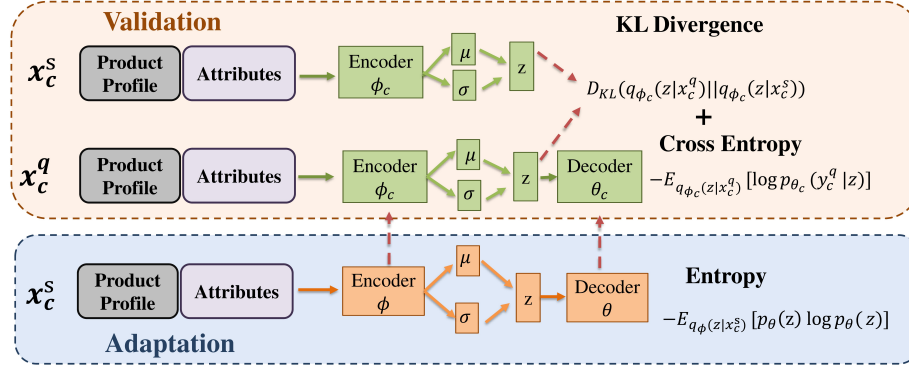 Validation
KL Divergence
x_c^s
Product Profile
Attributes
Encoder
ϕ_c
μ
σ
z
D_{KL}(q_{ϕ_c}(z|x_c^q)||q_{ϕ_c}(z|x_c^s))
+
Cross Entropy
x_c^q
Product Profile
Attributes
Encoder
ϕ_c
μ
σ
z
Decoder
θ_c
−E_{q_{ϕ_c}(z|x_c^q)}[log p_{θ_c}(y_c^q|z)]
x_c^s
Product Profile
Attributes
Encoder
ϕ
μ
σ
z
Decoder
θ
Entropy
−E_{q_ϕ(z|x_c^s)}[p_θ(z) log p_θ(z)]
Adaptation